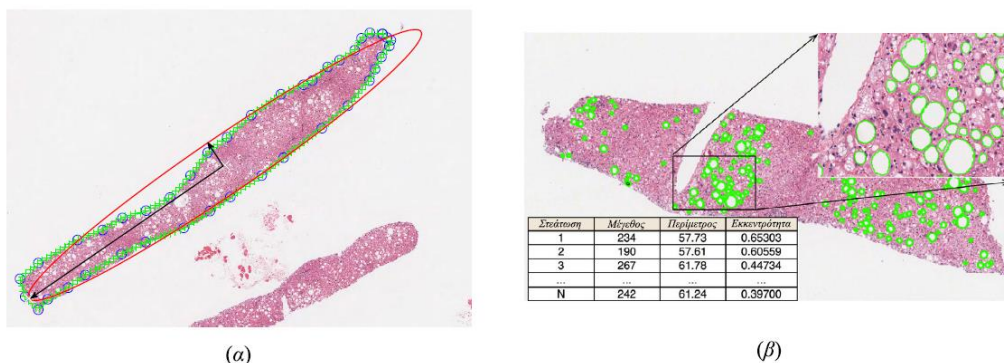 Στεάτωση Μέγεθος Περίμετρος Εκκεντρότητα
1 234 57.73 0.65303
2 190 57.61 0.60559
3 267 61.78 0.44734
... ... ... ...
N 242 61.24 0.39700
(α) (β)